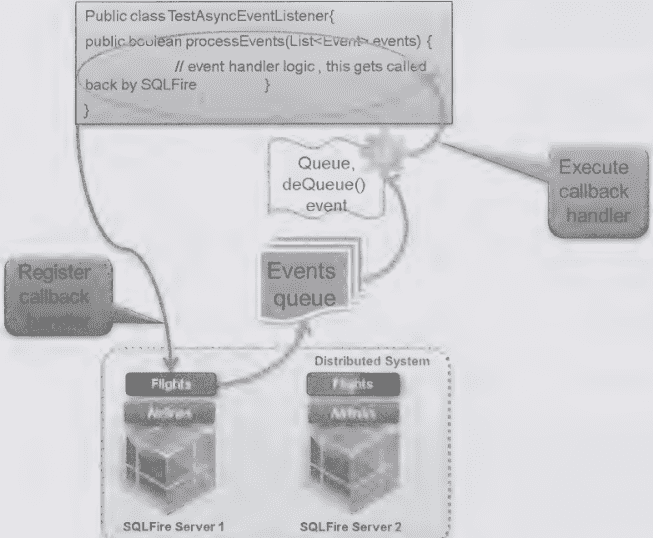 Public class TestAsyncEventListener{
public boolean processEvents(List<Event> events) {
// event handler logic , this gets called
back by SQLFire }
}
Queue,
deQueue()
event
Execute
callback
handler
Register
callback
Events
queue
Distributed System
Flights
Flights
Airlines
Airlines
SQLFire Server 1
SQLFire Server 2